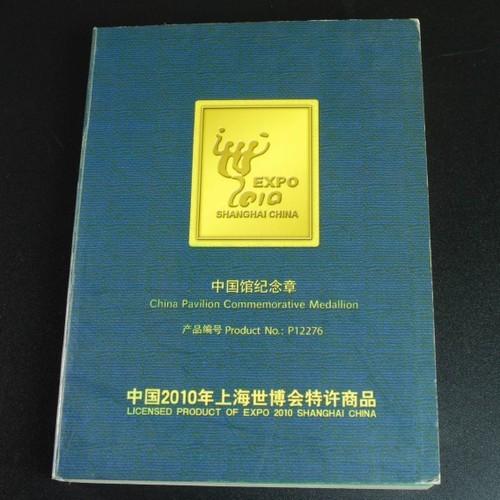 EXPO
2010
SHANGHAI CHINA
中国馆纪念章
China Pavilion Commemorative Medallion
产品编号 Product No.: P12276
中国2010年上海世博会特许商品
LICENSED PRODUCT OF EXPO 2010 SHANGHAI CHINA